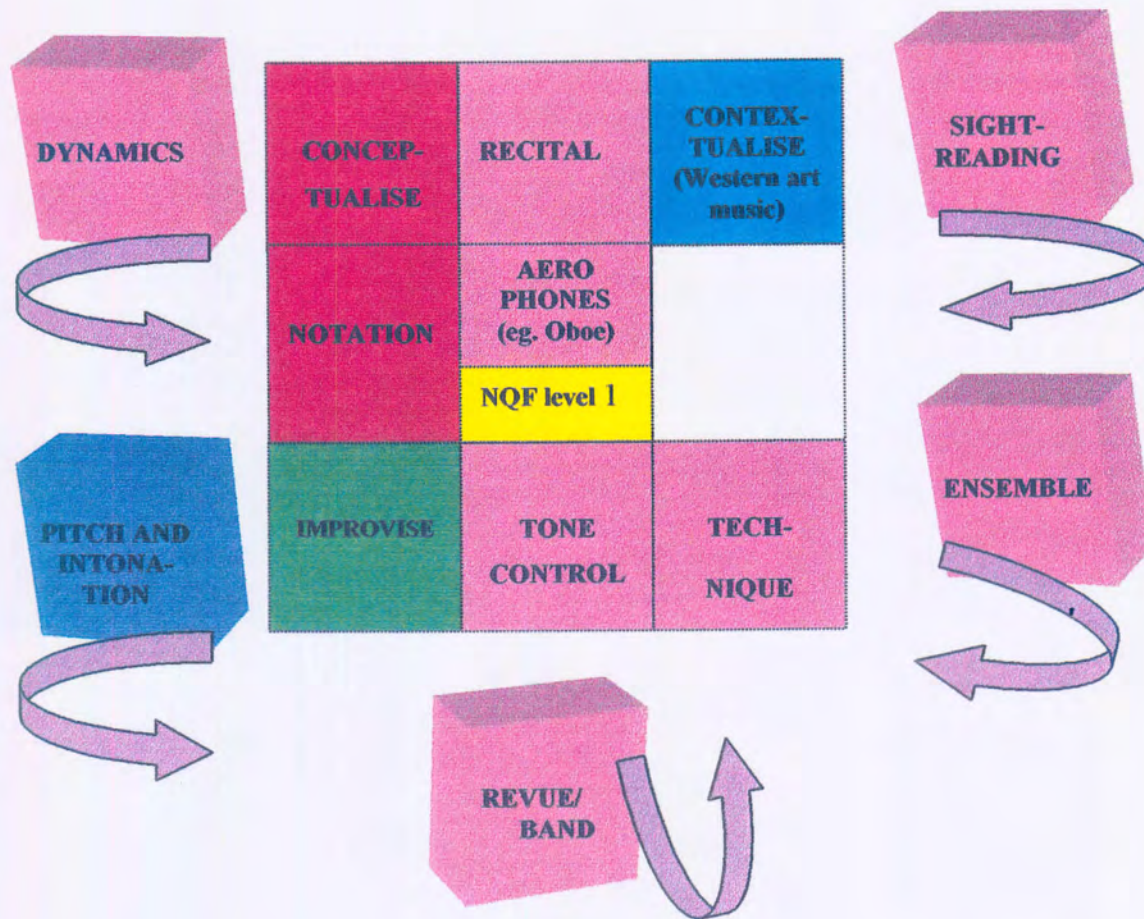 DYNAMICS
CONCEP-
TUALISE
RECITAL
CONTEX-
TUALISE
(Western art
music)
SIGHT-
READING
NOTATION
AERO
PHONES
(eg. Oboe)
NQF level 1
PITCH AND
INTONA-
TION
IMPROVISE
TONE
CONTROL
TECH-
NIQUE
ENSEMBLE
REVUE/
BAND